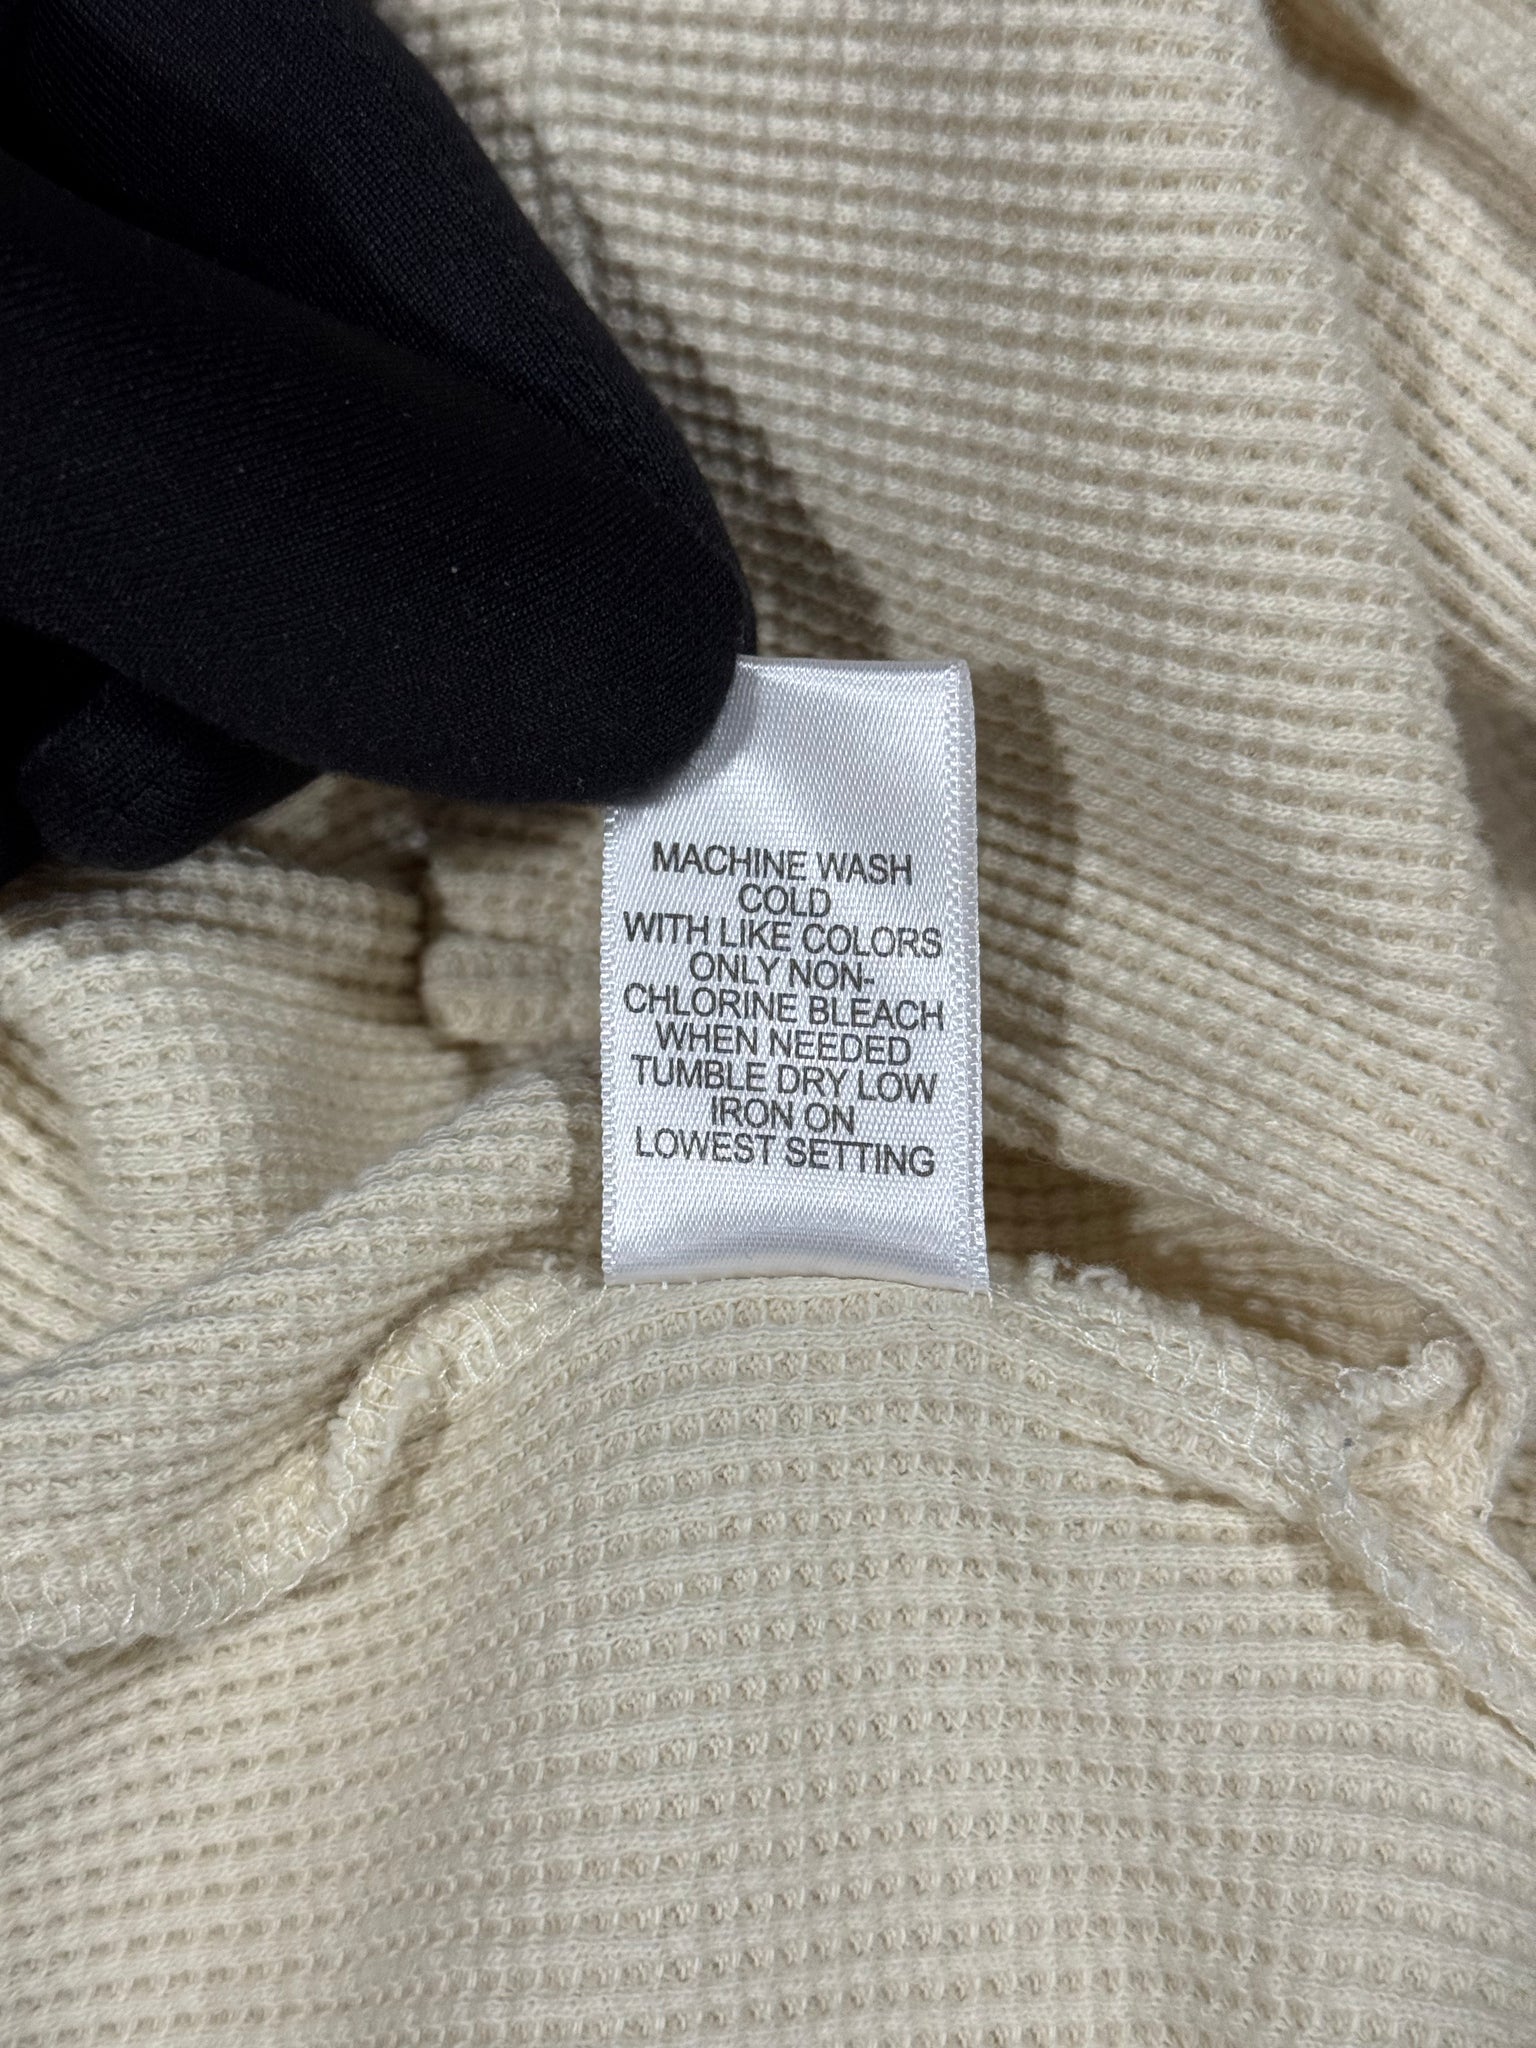 MACHINE WASH
COLD
WITH LIKE COLORS
ONLY NON-
CHLORINE BLEACH
WHEN NEEDED
TUMBLE DRY LOW
IRON ON
LOWEST SETTING